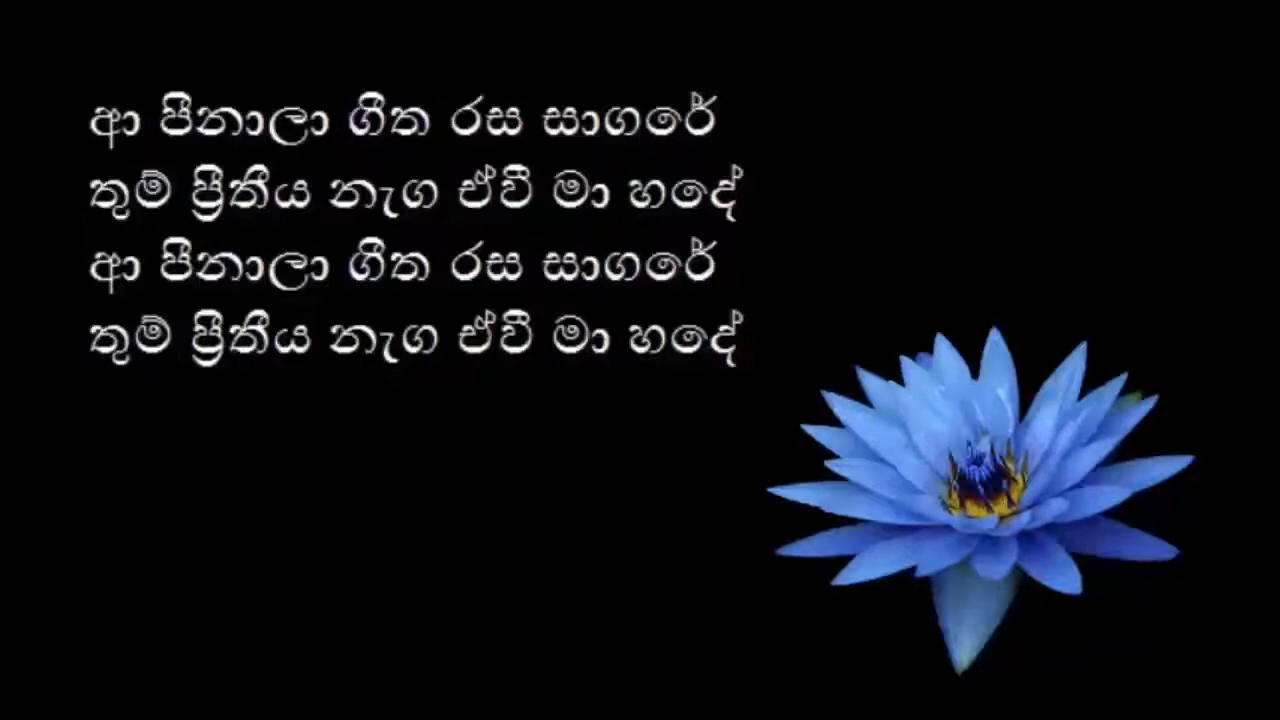 ආ පීනාලා ගීත රස සාගරේ
තුම් ප්‍රීතීය නැග ඒවී මා හදේ
ආ පීනාලා ගීත රස සාගරේ
තුම් ප්‍රීතීය නැග ඒවී මා හදේ